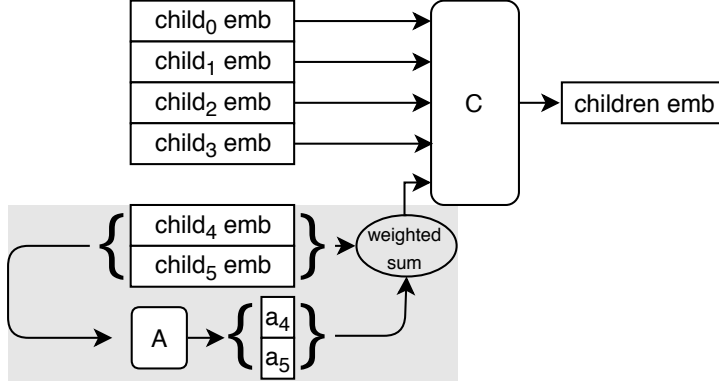 child₀ emb
child₁ emb
child₂ emb
child₃ emb
C
children emb
child₄ emb
child₅ emb
weighted
sum
A
a₄
a₅